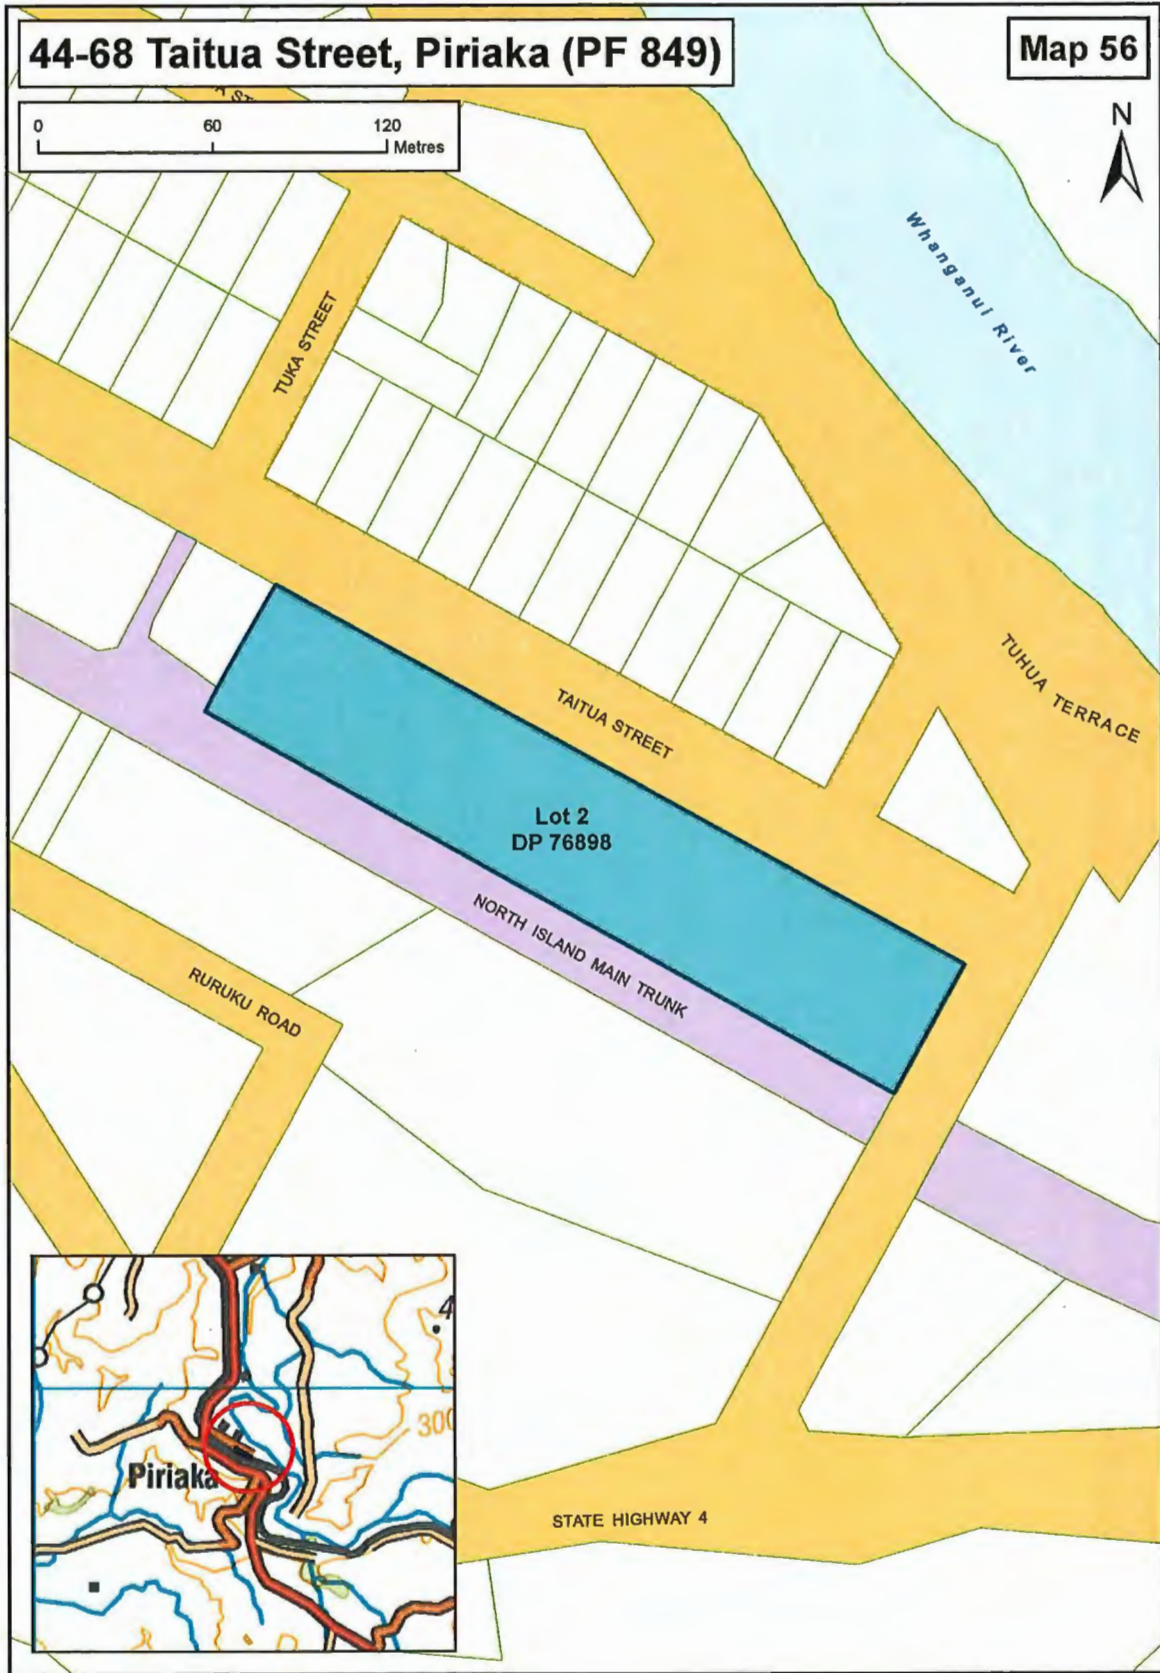 44-68 Taitua Street, Piriaka (PF 849)
Map 56
0 60 120
Metres
N
Whanganui River
TUKA STREET
TUHUA TERRACE
TAITUA STREET
Lot 2
DP 76898
NORTH ISLAND MAIN TRUNK
RURUKU ROAD
STATE HIGHWAY 4
Piriaka